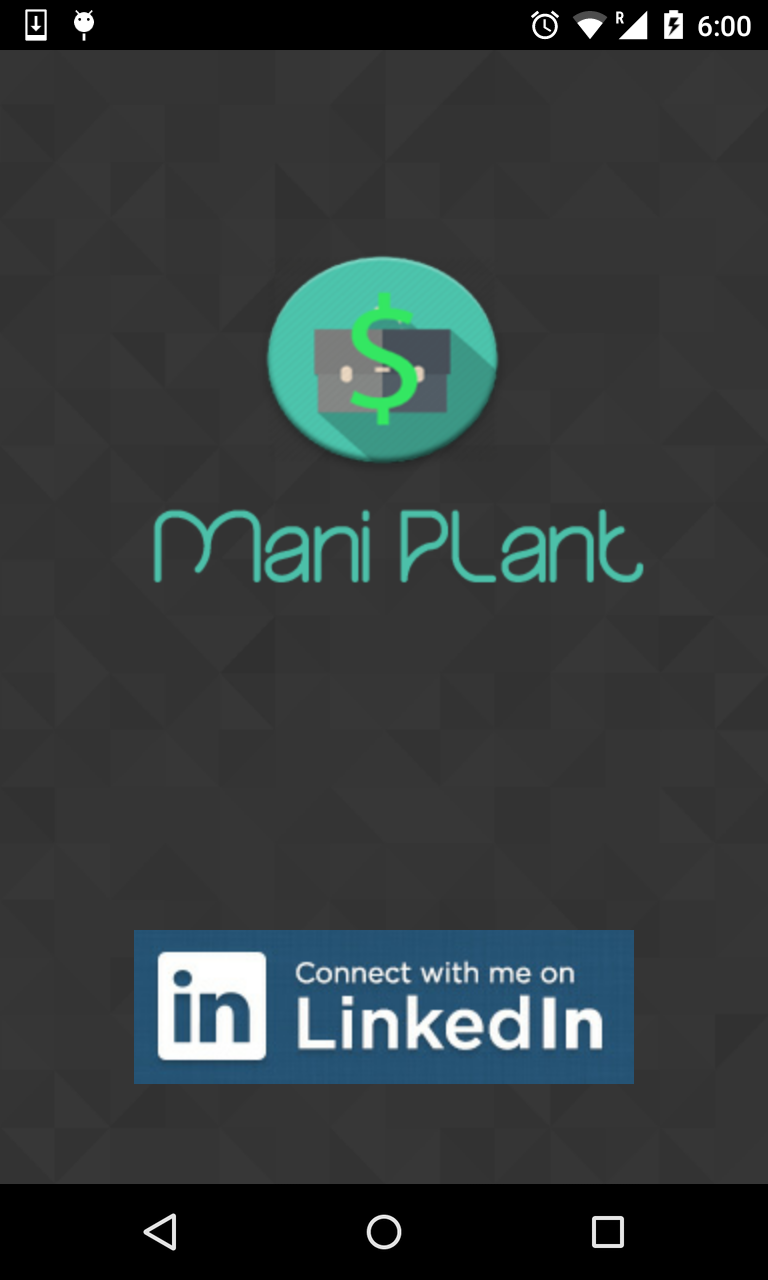 R 6:00
$
Mani Plant
in
Connect with me on
LinkedIn